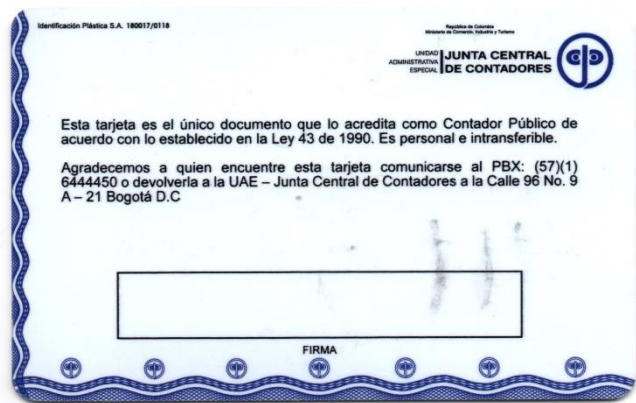 Identificación Plástica S.A. 180017/0118
República de Colombia
Ministerio de Comercio, Industria y Turismo
UNIDAD
ADMINISTRATIVA
ESPECIAL
JUNTA CENTRAL
DE CONTADORES
Esta tarjeta es el único documento que lo acredita como Contador Público de
acuerdo con lo establecido en la Ley 43 de 1990. Es personal e intransferible.
Agradecemos a quien encuentre esta tarjeta comunicarse al PBX: (57)(1)
6444450 o devolverla a la UAE – Junta Central de Contadores a la Calle 96 No. 9
A – 21 Bogotá D.C
FIRMA